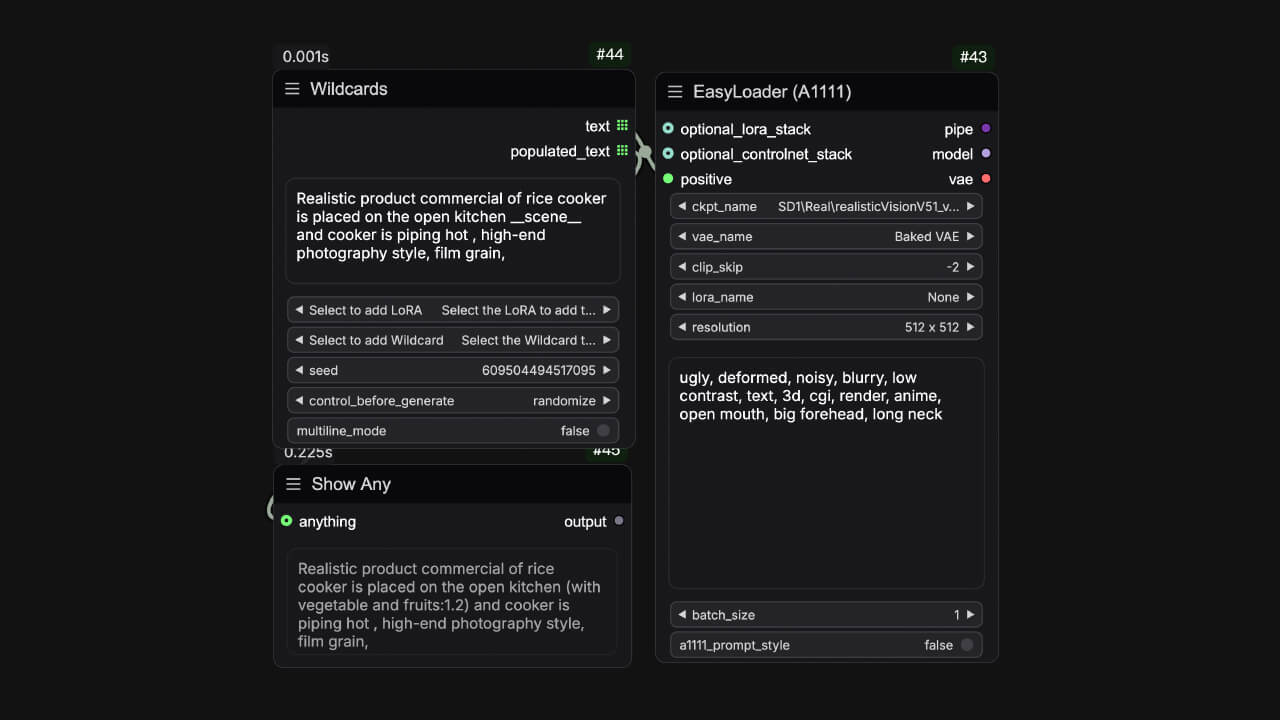 0.001s #44
Wildcards
text
populated_text
Realistic product commercial of rice cooker
is placed on the open kitchen __scene__
and cooker is piping hot , high-end
photography style, film grain,
Select to add LoRA Select the LoRA to add t...
Select to add Wildcard Select the Wildcard t...
seed 609504494517095
control_before_generate randomize
multiline_mode false
0.225s #45
Show Any
anything output
Realistic product commercial of rice
cooker is placed on the open kitchen (with
vegetable and fruits:1.2) and cooker is
piping hot , high-end photography style,
film grain,
#43
EasyLoader (A1111)
optional_lora_stack pipe
optional_controlnet_stack model
positive vae
ckpt_name SD1\Real\realisticVisionV51_v...
vae_name Baked VAE
clip_skip -2
lora_name None
resolution 512 x 512
ugly, deformed, noisy, blurry, low
contrast, text, 3d, cgi, render, anime,
open mouth, big forehead, long neck
batch_size 1
a1111_prompt_style false